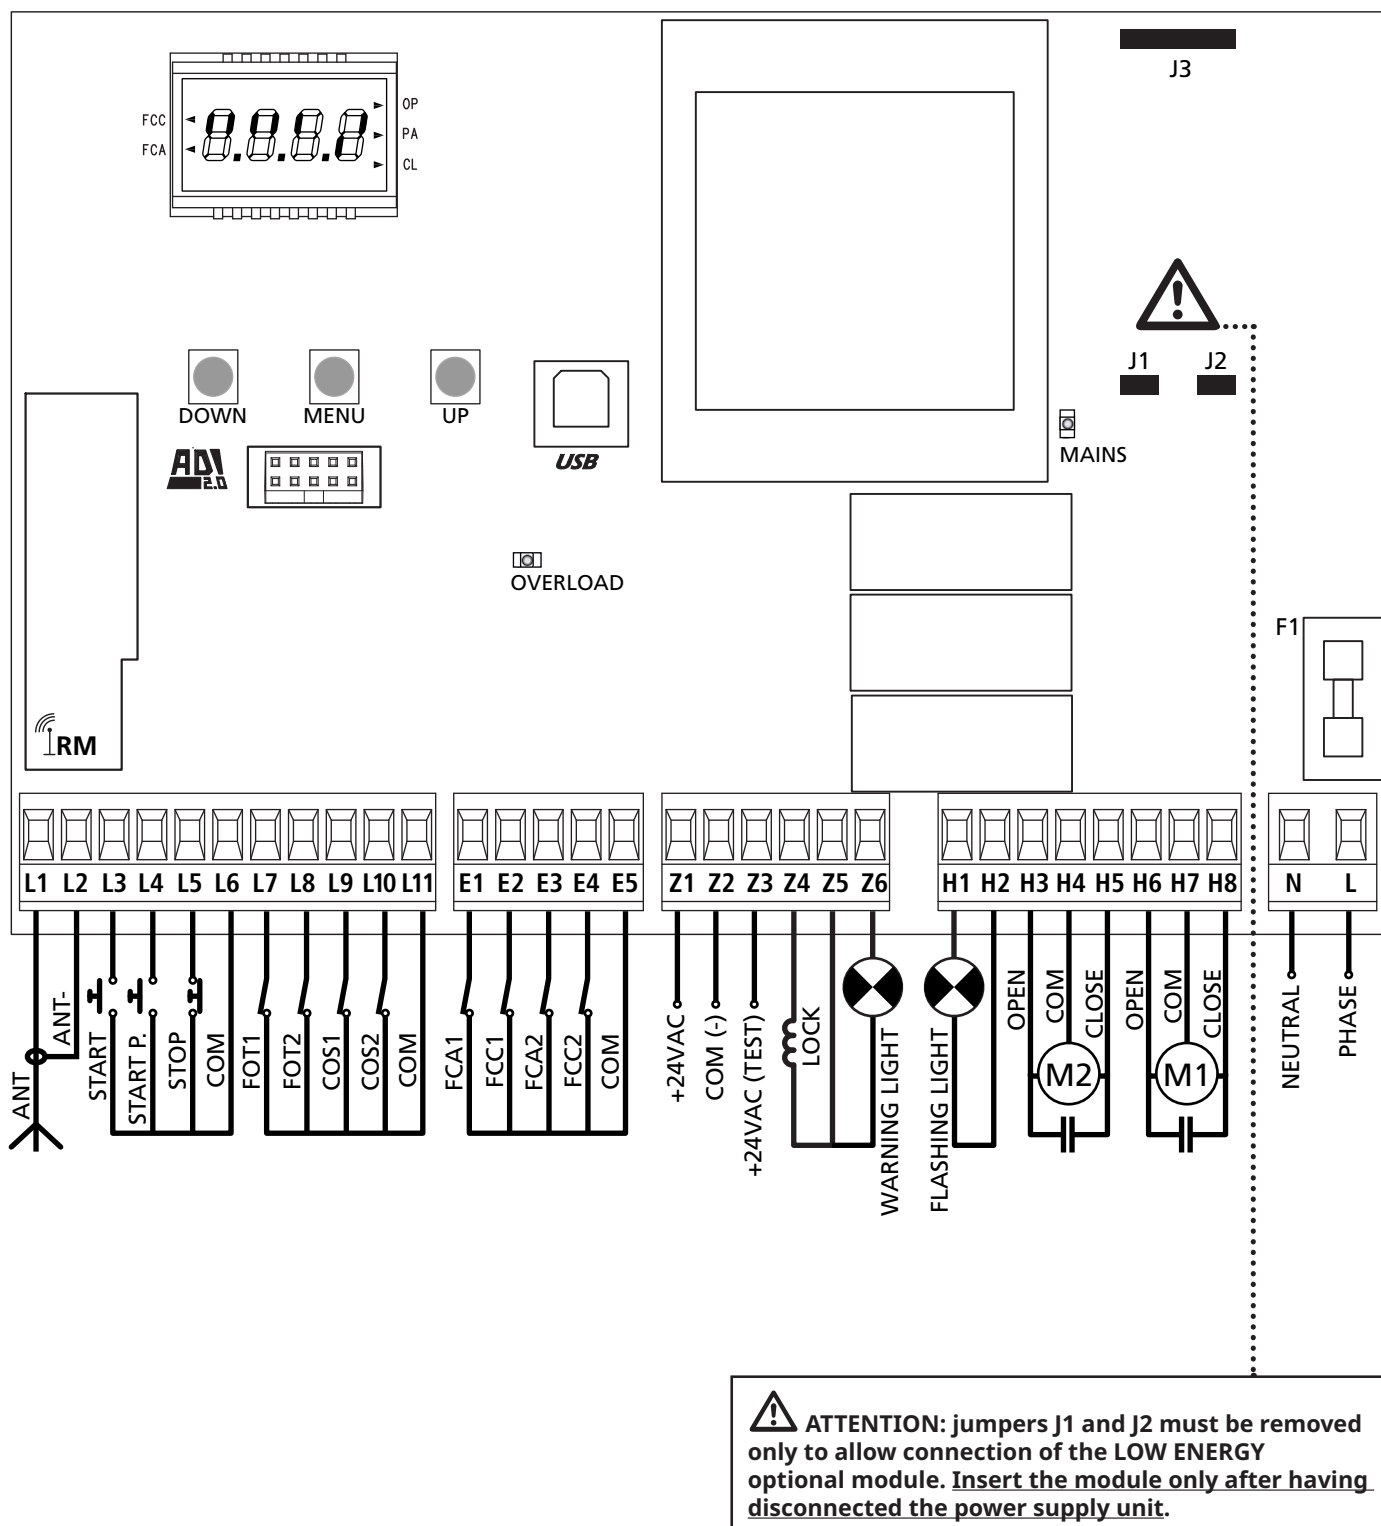 J3
OP
FCC
PA
FCA
CL
J1 J2
DOWN MENU UP
USB
MAINS
ADI 2.0
OVERLOAD
F1
RM
L1 L2 L3 L4 L5 L6 L7 L8 L9 L10 L11 E1 E2 E3 E4 E5 Z1 Z2 Z3 Z4 Z5 Z6 H1 H2 H3 H4 H5 H6 H7 H8 N L
ANT
ANT-
START
START P.
STOP
COM
FOT1
FOT2
COS1
COS2
COM
FCA1
FCC1
FCA2
FCC2
COM
+24VAC
COM (-)
+24VAC (TEST)
LOCK
WARNING LIGHT
FLASHING LIGHT
OPEN
COM
CLOSE
M2
OPEN
COM
CLOSE
M1
NEUTRAL
PHASE
ATTENTION: jumpers J1 and J2 must be removed
only to allow connection of the LOW ENERGY
optional module. Insert the module only after having
disconnected the power supply unit.